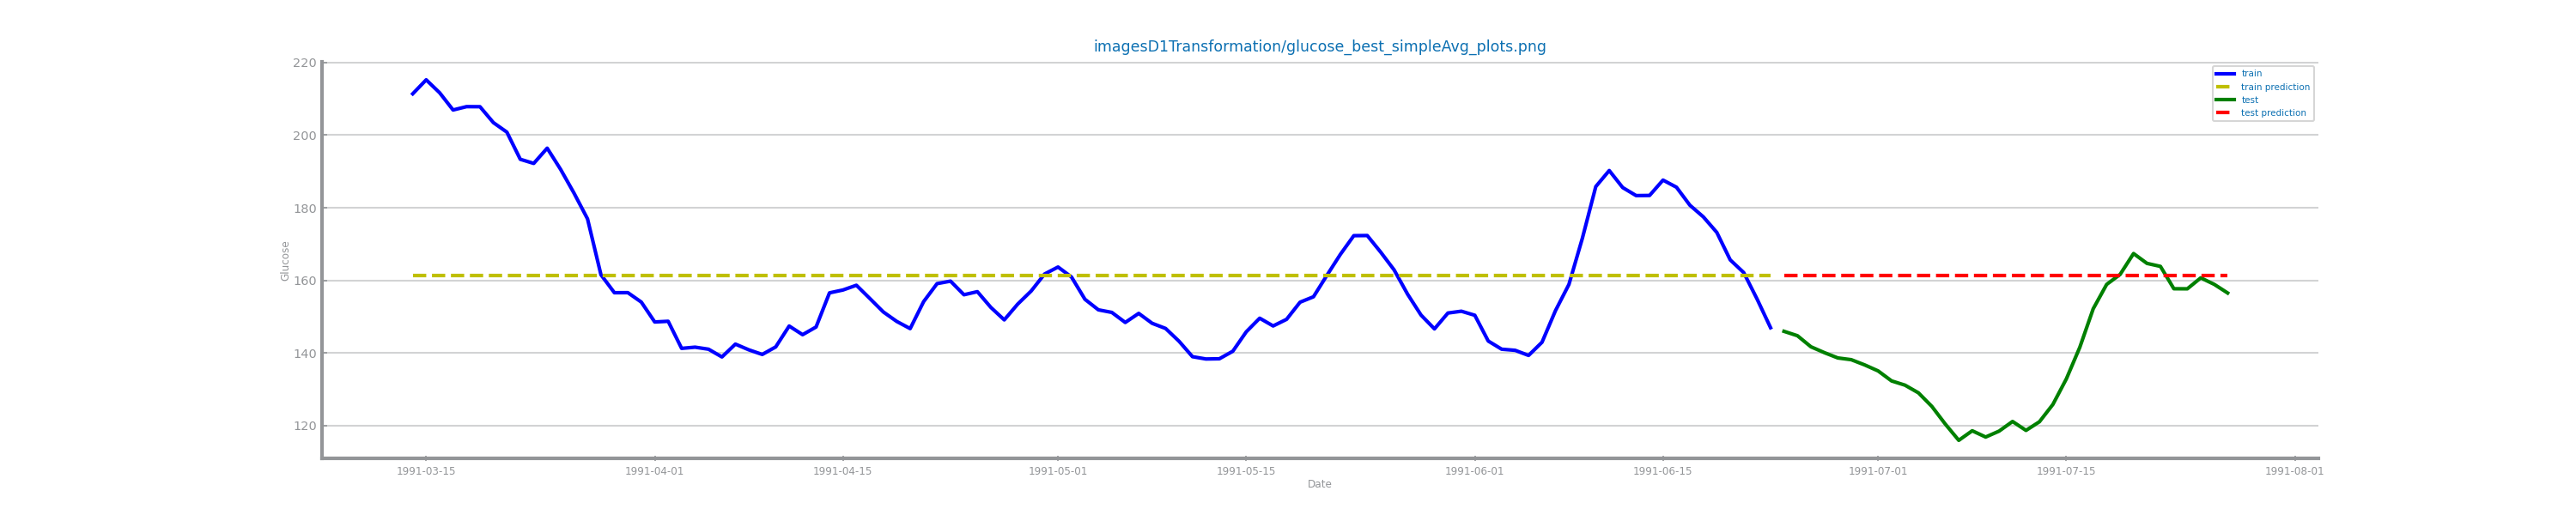 imagesD1Transformation/glucose_best_simpleAvg_plots.png
220
200
180
160
140
120
Glucose
train
train prediction
test
test prediction
1991-03-15 1991-04-01 1991-04-15 1991-05-01 1991-05-15 1991-06-01 1991-06-15 1991-07-01 1991-07-15 1991-08-01
Date